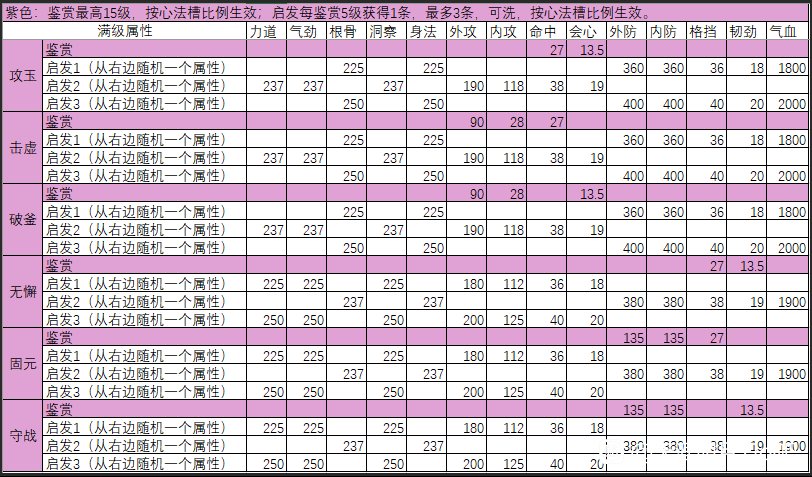 紫色：鉴赏最高15级，按心法槽比例生效；启发每鉴赏5级获得1条，最多3条，可洗，按心法槽比例生效。
满级属性 力道 气劲 根骨 洞察 身法 外攻 内攻 命中 会心 外防 内防 格挡 韧劲 气血
攻玉
鉴赏 27 13.5
启发1（从右边随机一个属性） 225 225 360 360 36 18 1800
启发2（从右边随机一个属性） 237 237 237 190 118 38 19
启发3（从右边随机一个属性） 250 250 400 400 40 20 2000
击虚
鉴赏 90 28 27
启发1（从右边随机一个属性） 225 225 360 360 36 18 1800
启发2（从右边随机一个属性） 237 237 237 190 118 38 19
启发3（从右边随机一个属性） 250 250 400 400 40 20 2000
破釜
鉴赏 90 28 13.5
启发1（从右边随机一个属性） 225 225 360 360 36 18 1800
启发2（从右边随机一个属性） 237 237 237 190 118 38 19
启发3（从右边随机一个属性） 250 250 400 400 40 20 2000
无懈
鉴赏 27 13.5
启发1（从右边随机一个属性） 225 225 225 180 112 36 18
启发2（从右边随机一个属性） 237 237 380 380 38 19 1900
启发3（从右边随机一个属性） 250 250 250 200 125 40 20
固元
鉴赏 135 135 27
启发1（从右边随机一个属性） 225 225 225 180 112 36 18
启发2（从右边随机一个属性） 237 237 380 380 38 19 1900
启发3（从右边随机一个属性） 250 250 250 200 125 40 20
守战
鉴赏 135 135 13.5
启发1（从右边随机一个属性） 225 225 225 180 112 36 18
启发2（从右边随机一个属性） 237 237 380 380 38 19 1900
启发3（从右边随机一个属性） 250 250 250 200 125 40 20